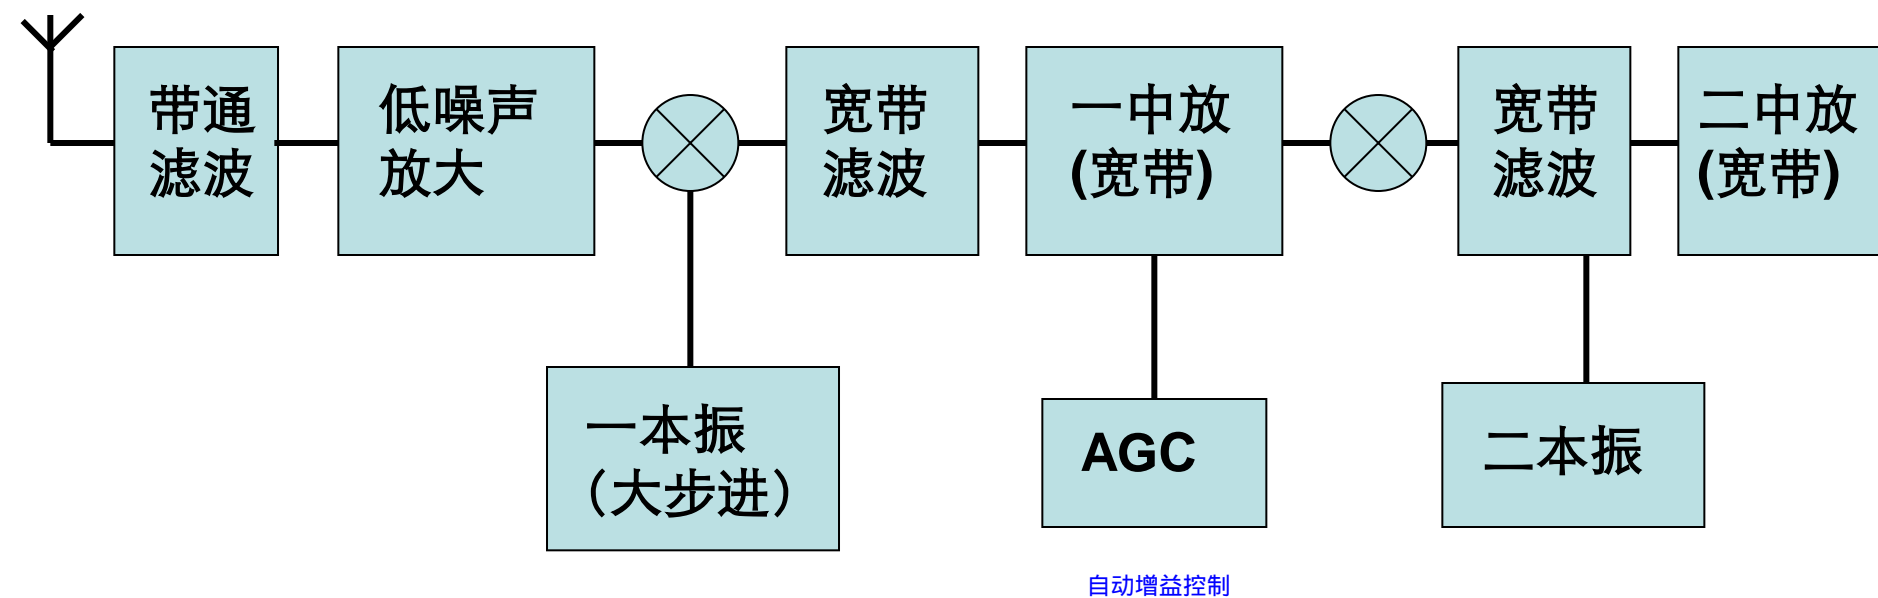 带通
滤波
低噪声
放大
宽带
滤波
一中放
(宽带)
宽带
滤波
二中放
(宽带)
一本振
（大步进）
AGC
二本振
自动增益控制